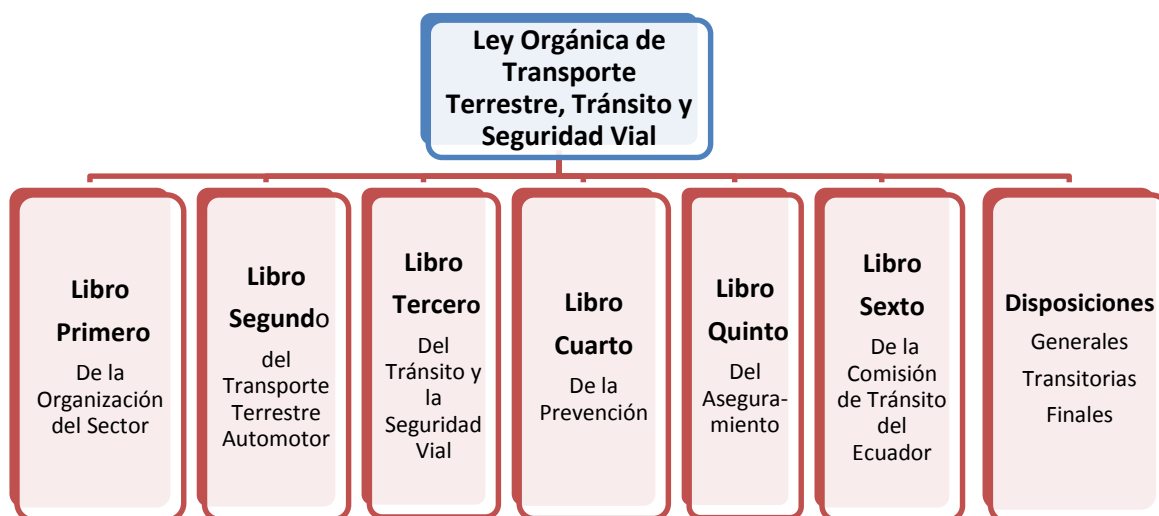 Ley Orgánica de
Transporte
Terrestre, Tránsito y
Seguridad Vial
Libro
Primero
De la
Organización
del Sector
Libro
Segundo
del
Transporte
Terrestre
Automotor
Libro
Tercero
Del
Tránsito y
la
Seguridad
Vial
Libro
Cuarto
De la
Prevención
Libro
Quinto
Del
Asegura-
miento
Libro
Sexto
De la
Comisión
de Tránsito
del
Ecuador
Disposiciones
Generales
Transitorias
Finales